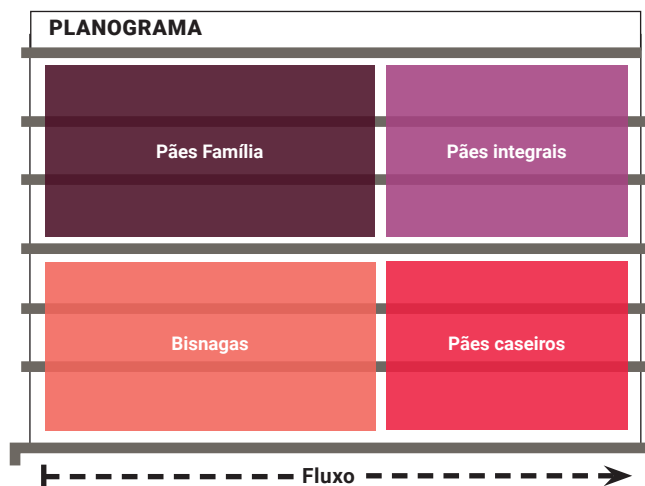 PLANOGRAMA
Pães Família
Pães integrais
Bisnagas
Pães caseiros
Fluxo